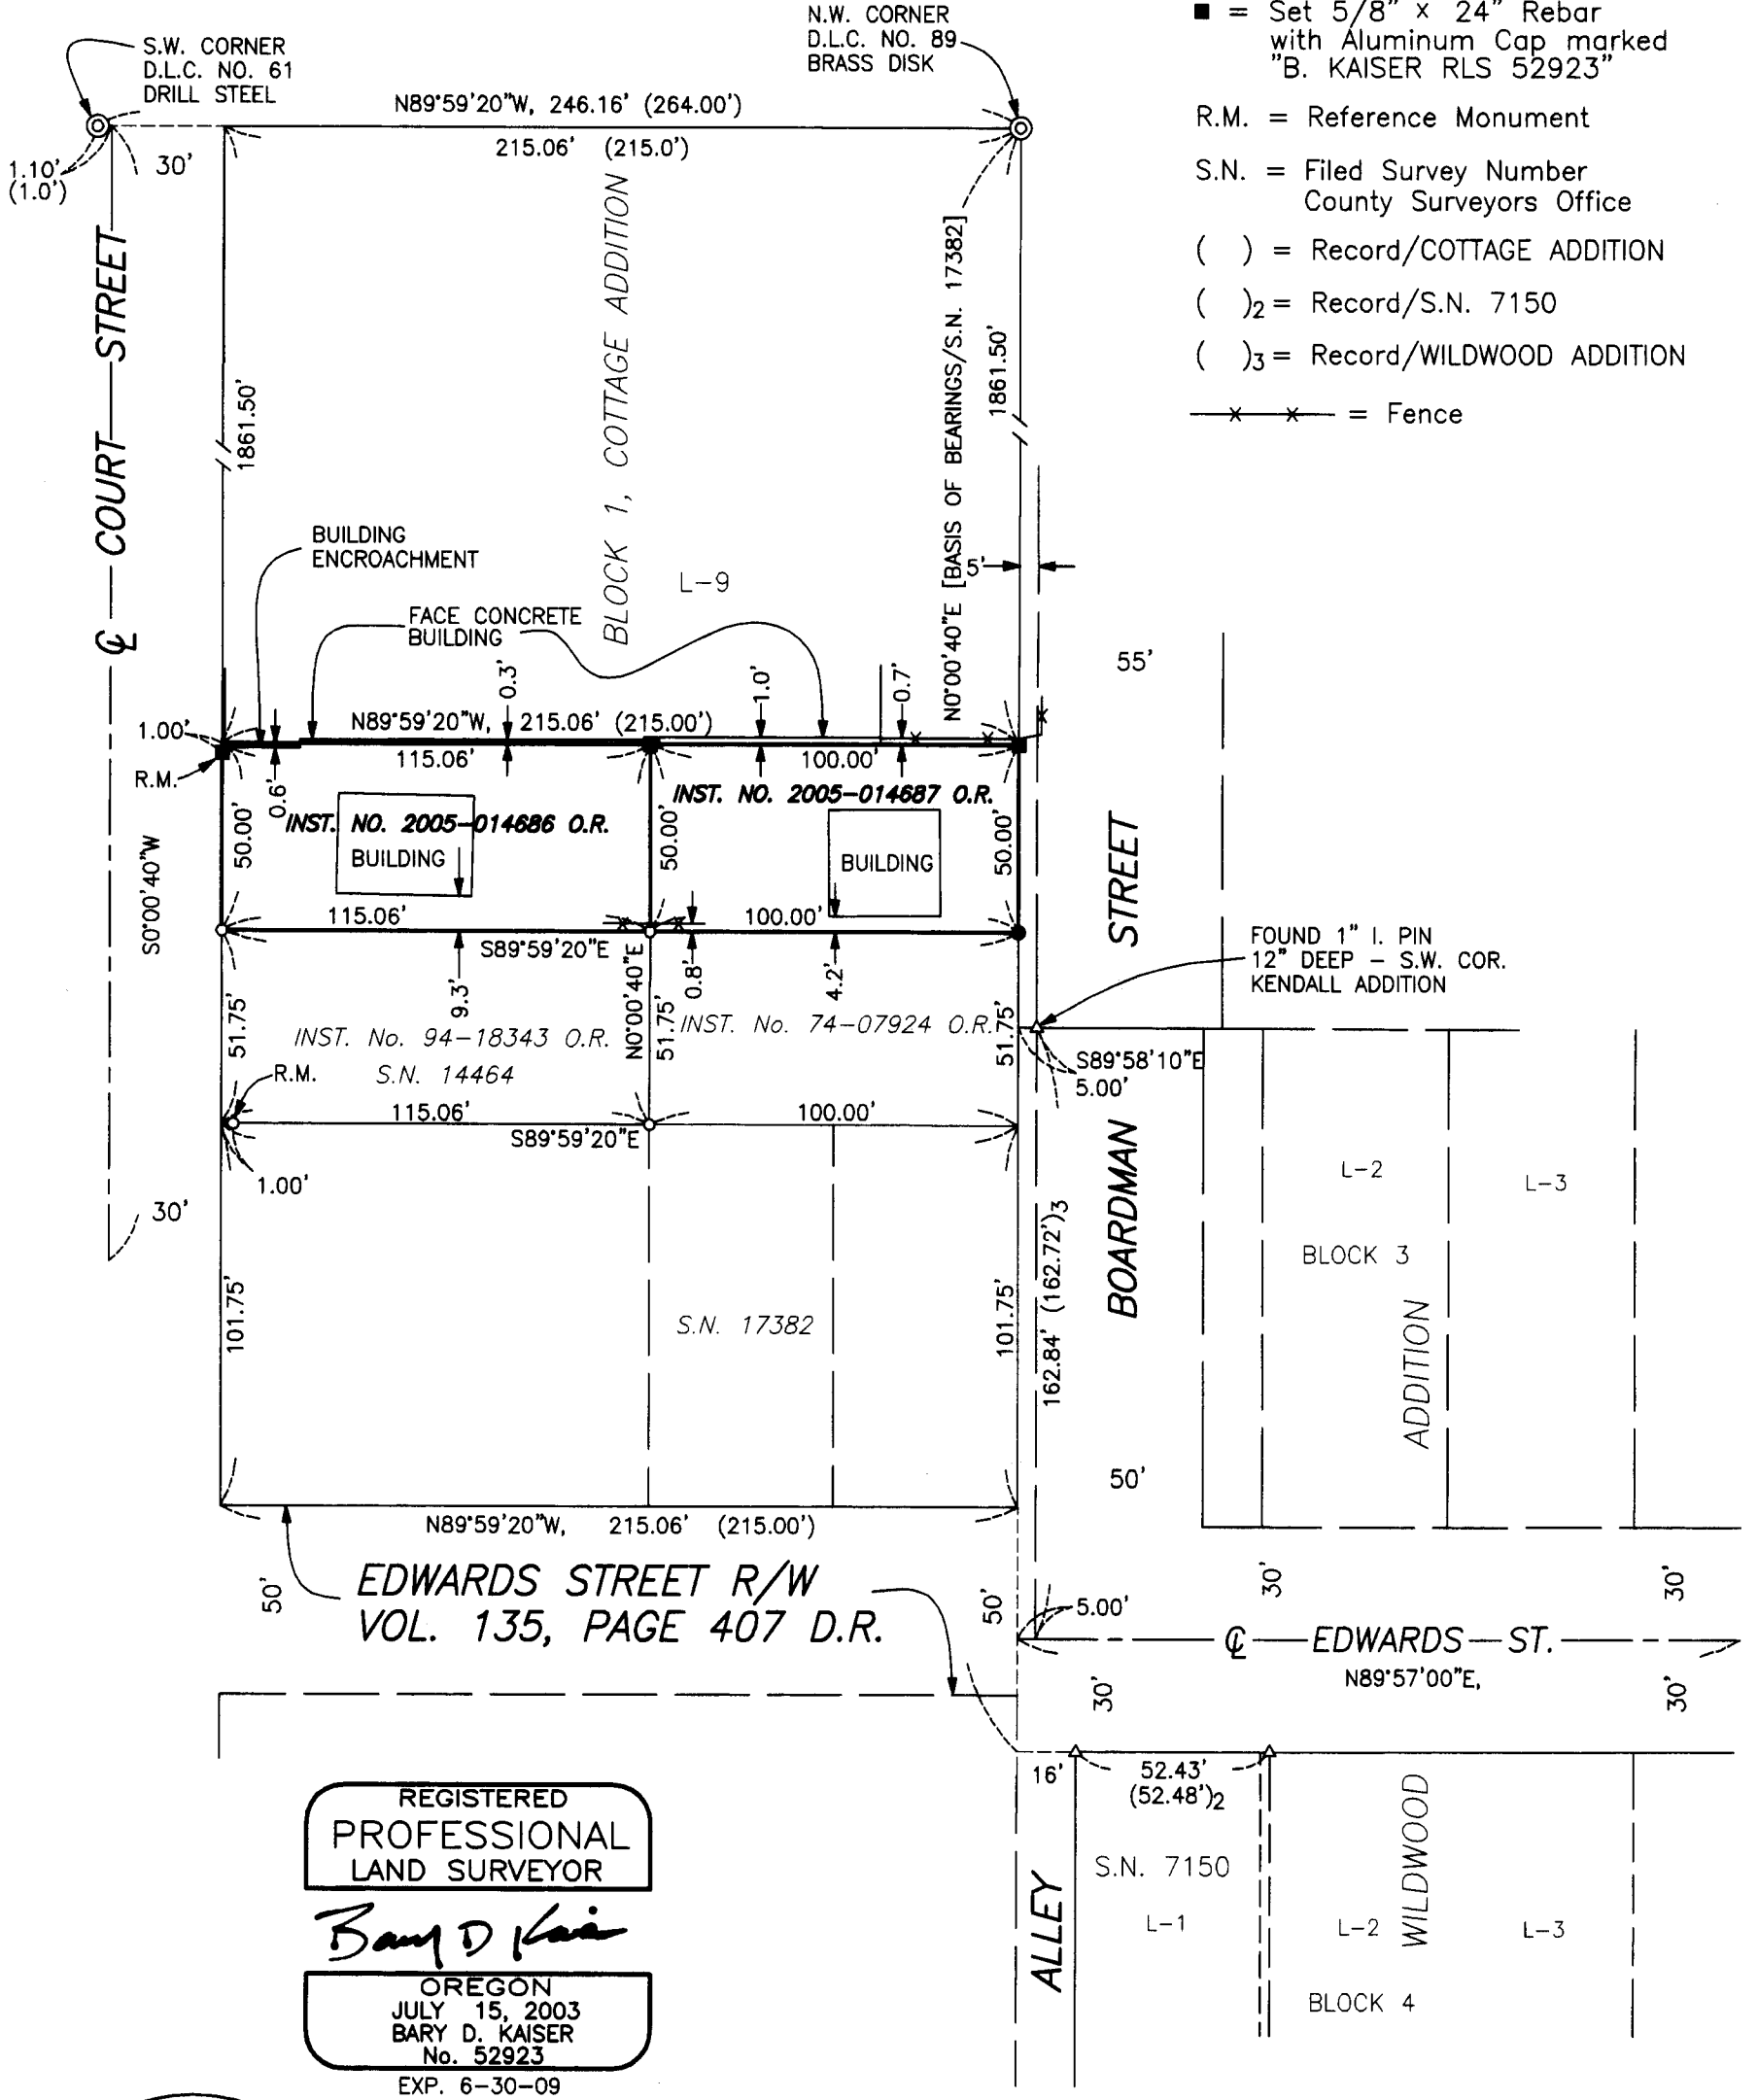 S.W. CORNER
D.L.C. NO. 61
DRILL STEEL
N.W. CORNER
D.L.C. NO. 89
BRASS DISK
■ = Set 5/8" x 24" Rebar
with Aluminum Cap marked
"B. KAISER RLS 52923"
R.M. = Reference Monument
S.N. = Filed Survey Number
County Surveyors Office
( ) = Record/COTTAGE ADDITION
( )2 = Record/S.N. 7150
( )3 = Record/WILDWOOD ADDITION
—x—x— = Fence
N89°59'20"W, 246.16' (264.00')
215.06' (215.0')
1.10'
(1.0')
30'
COURT STREET
℄
1861.50'
BLOCK 1, COTTAGE ADDITION
N0°00'40"E [BASIS OF BEARINGS/S.N. 17382]
1861.50'
BUILDING
ENCROACHMENT
L-9
5'
FACE CONCRETE
BUILDING
55'
0.3'
1.0'
0.7'
N89°59'20"W, 215.06' (215.00')
1.00'
115.06'
100.00'
R.M.
0.6'
INST. NO. 2005-014687 O.R.
INST. NO. 2005-014686 O.R.
50.00'
50.00'
50.00'
BUILDING
BUILDING
S0°00'40"W
115.06'
100.00'
S89°59'20"E
STREET
FOUND 1" I. PIN
12" DEEP - S.W. COR.
KENDALL ADDITION
9.3'
N0°00'40"E
0.8'
4.2'
51.75'
51.75'
51.75'
INST. No. 94-18343 O.R.
INST. No. 74-07924 O.R.
S89°58'10"E
5.00'
R.M.
S.N. 14464
115.06'
100.00'
S89°59'20"E
1.00'
30'
BOARDMAN
L-2
L-3
BLOCK 3
ADDITION
101.75'
S.N. 17382
101.75'
162.84' (162.72')3
50'
N89°59'20"W, 215.06' (215.00')
50'
EDWARDS STREET R/W
VOL. 135, PAGE 407 D.R.
50'
5.00'
30'
30'
℄ EDWARDS ST.
N89°57'00"E,
30'
30'
16'
52.43'
(52.48')2
S.N. 7150
L-1
L-2
L-3
WILDWOOD
ALLEY
BLOCK 4
REGISTERED
PROFESSIONAL
LAND SURVEYOR
Bary D Kaiser
OREGON
JULY 15, 2003
BARY D. KAISER
No. 52923
EXP. 6-30-09